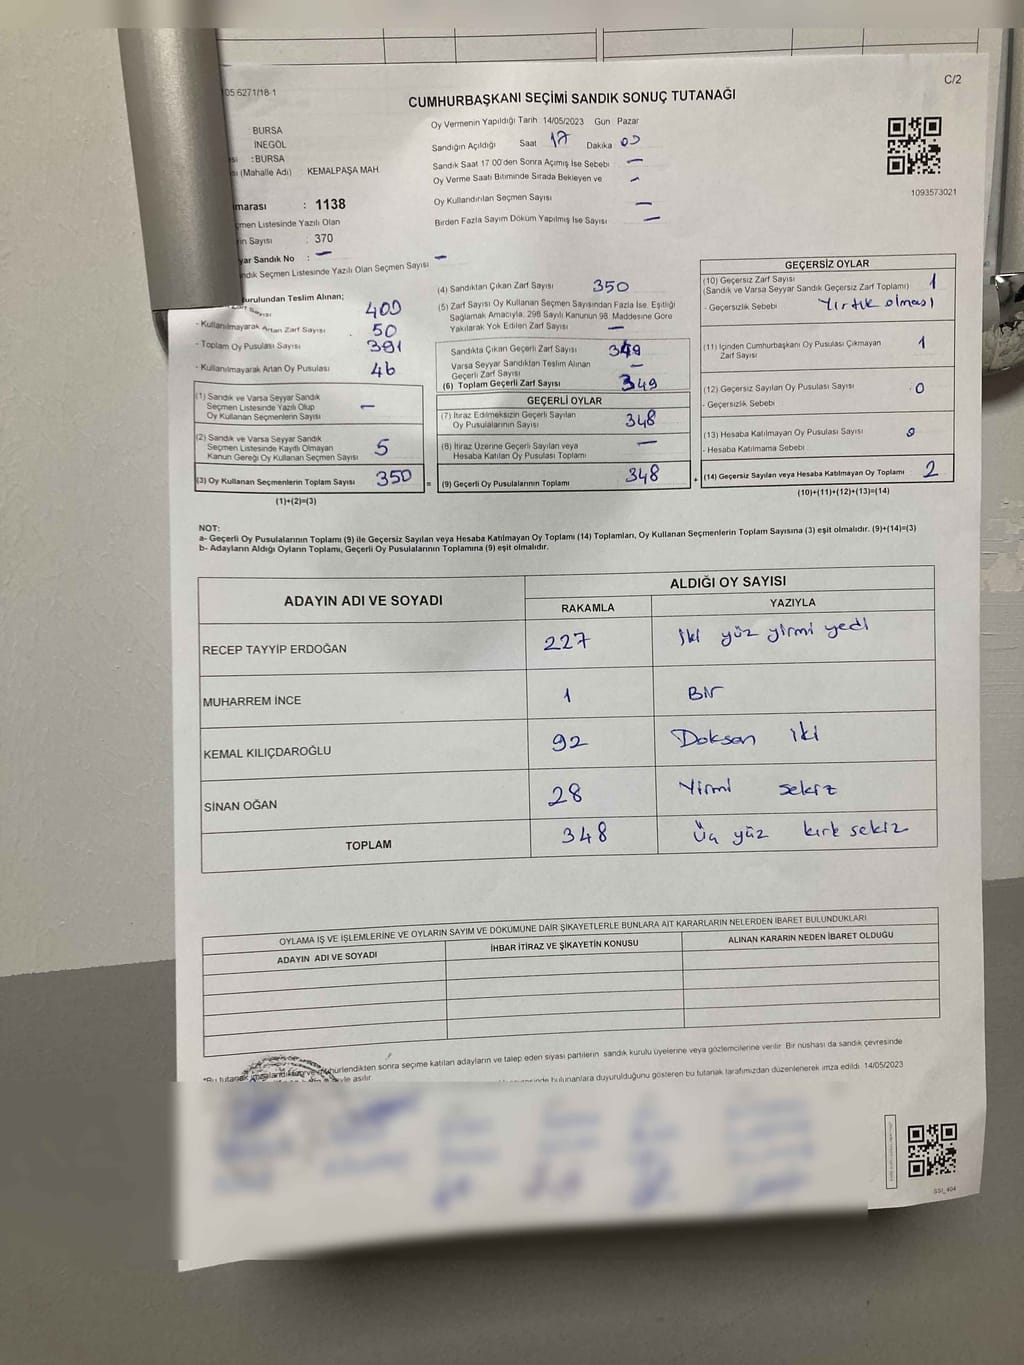 C/2
05 6271/18-1
CUMHURBAŞKANI SEÇİMİ SANDIK SONUÇ TUTANAĞI
BURSA
İNEGÖL
: BURSA
(Mahalle Adı) KEMALPAŞA MAH.
marası : 1138
men Listesinde Yazılı Olan
n Sayısı : 370
yar Sandık No : —
ndık Seçmen Listesinde Yazılı Olan Seçmen Sayısı —
Oy Vermenin Yapıldığı Tarih 14/05/2023 Gün Pazar
Sandığın Açıldığı Saat 17 Dakika 00
Sandık Saat 17 00'den Sonra Açımış İse Sebebi —
Oy Verme Saati Bitiminde Sırada Bekleyen ve —
Oy Kullandırılan Seçmen Sayısı —
Birden Fazla Sayım Döküm Yapılmış İse Sayısı —
1093573021
urulundan Teslim Alınan;
Zarf Sayısı 400
- Kullanılmayarak Artan Zarf Sayısı 50
- Toplam Oy Pusulası Sayısı 391
- Kullanılmayarak Artan Oy Pusulası 46
(1) Sandık ve Varsa Seyyar Sandık
Seçmen Listesinde Yazılı Olup
Oy Kullanan Seçmenlerin Sayısı —
(2) Sandık ve Varsa Seyyar Sandık
Seçmen Listesinde Kayıtlı Olmayan
Kanun Gereği Oy Kullanan Seçmen Sayısı 5
(3) Oy Kullanan Seçmenlerin Toplam Sayısı 350
(1)+(2)=(3)
(4) Sandıktan Çıkan Zarf Sayısı 350
(5) Zarf Sayısı Oy Kullanan Seçmen Sayısından Fazla İse, Eşitliği
Sağlamak Amacıyla, 298 Sayılı Kanunun 98. Maddesine Göre
Yakılarak Yok Edilen Zarf Sayısı —
Sandıkta Çıkan Geçerli Zarf Sayısı 349
Varsa Seyyar Sandıktan Teslim Alınan
Geçerli Zarf Sayısı —
(6) Toplam Geçerli Zarf Sayısı 349
GEÇERLİ OYLAR
(7) İtiraz Edilmeksizin Geçerli Sayılan
Oy Pusulalarının Sayısı 348
(8) İtiraz Üzerine Geçerli Sayılan veya
Hesaba Katılan Oy Pusulası Toplamı —
= (9) Geçerli Oy Pusulalarının Toplamı 348
GEÇERSİZ OYLAR
(10) Geçersiz Zarf Sayısı 1
(Sandık ve Varsa Seyyar Sandık Geçersiz Zarf Toplamı)
- Geçersizlik Sebebi Yırtık olması
(11) İçinden Cumhurbaşkanı Oy Pusulası Çıkmayan 1
Zarf Sayısı
(12) Geçersiz Sayılan Oy Pusulası Sayısı 0
- Geçersizlik Sebebi
(13) Hesaba Katılmayan Oy Pusulası Sayısı 0
- Hesaba Katılmama Sebebi
+ (14) Geçersiz Sayılan veya Hesaba Katılmayan Oy Toplamı 2
(10)+(11)+(12)+(13)=(14)
NOT:
a- Geçerli Oy Pusulalarının Toplamı (9) ile Geçersiz Sayılan veya Hesaba Katılmayan Oy Toplamı (14) Toplamları, Oy Kullanan Seçmenlerin Toplam Sayısına (3) eşit olmalıdır. (9)+(14)=(3)
b- Adayların Aldığı Oyların Toplamı, Geçerli Oy Pusulalarının Toplamına (9) eşit olmalıdır.
ADAYIN ADI VE SOYADI
ALDIĞI OY SAYISI
RAKAMLA YAZIYLA
RECEP TAYYİP ERDOĞAN 227 iki yüz yirmi yedi
MUHARREM İNCE 1 Bir
KEMAL KILIÇDAROĞLU 92 Doksan iki
SİNAN OĞAN 28 Yirmi sekiz
TOPLAM 348 Üç yüz kırk sekiz
OYLAMA İŞ VE İŞLEMLERİNE VE OYLARIN SAYIM VE DÖKÜMÜNE DAİR ŞİKAYETLERLE BUNLARA AİT KARARLARIN NELERDEN İBARET BULUNDUKLARI
ADAYIN ADI VE SOYADI İHBAR İTİRAZ VE ŞİKAYETİN KONUSU ALINAN KARARIN NEDEN İBARET OLDUĞU
*Bu tutanak mühürlendikten sonra seçime katılan adayların ve talep eden siyasi partilerin sandık kurulu üyelerine veya gözlemcilerine verilir. Bir nüshası da sandık çevresinde
asılır.
bulunanlara duyurulduğunu gösteren bu tutanak tarafımızdan düzenlenerek imza edildi. 14/05/2023
SSI_404